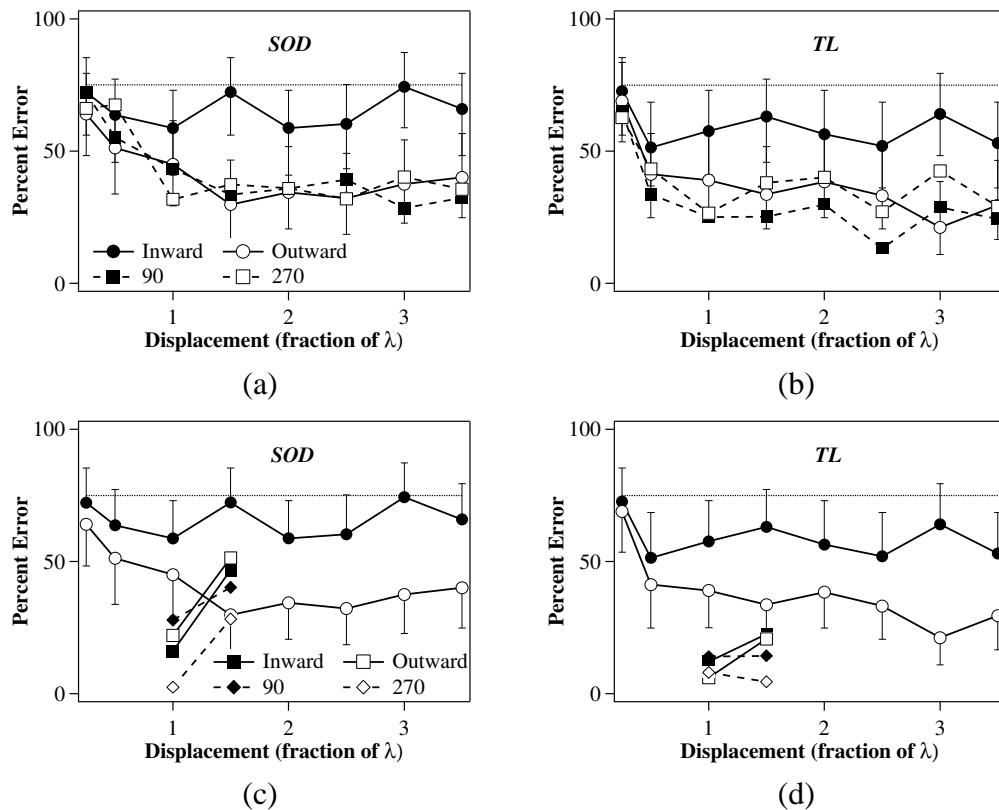 100
SOD
Percent Error
50
Inward Outward
90 270
0
1 2 3
Displacement (fraction of λ)
(a)
100
TL
Percent Error
50
0
1 2 3
Displacement (fraction of λ)
(b)
100
SOD
Percent Error
50
Inward Outward
90 270
0
1 2 3
Displacement (fraction of λ)
(c)
100
TL
Percent Error
50
0
1 2 3
Displacement (fraction of λ)
(d)